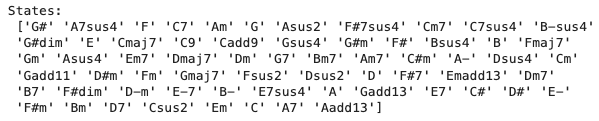 States:
['G#' 'A7sus4' 'F' 'C7' 'Am' 'G' 'Asus2' 'F#7sus4' 'Cm7' 'C7sus4' 'B-sus4'
'G#dim' 'E' 'Cmaj7' 'C9' 'Cadd9' 'Gsus4' 'G#m' 'F#' 'Bsus4' 'B' 'Fmaj7'
'Gm' 'Asus4' 'Em7' 'Dmaj7' 'Dm' 'G7' 'Bm7' 'Am7' 'C#m' 'A-' 'Dsus4' 'Cm'
'Gadd11' 'D#m' 'Fm' 'Gmaj7' 'Fsus2' 'Dsus2' 'D' 'F#7' 'Emadd13' 'Dm7'
'B7' 'F#dim' 'D-m' 'E-7' 'B-' 'E7sus4' 'A' 'Gadd13' 'E7' 'C#' 'D#' 'E-'
'F#m' 'Bm' 'D7' 'Csus2' 'Em' 'C' 'A7' 'Aadd13']